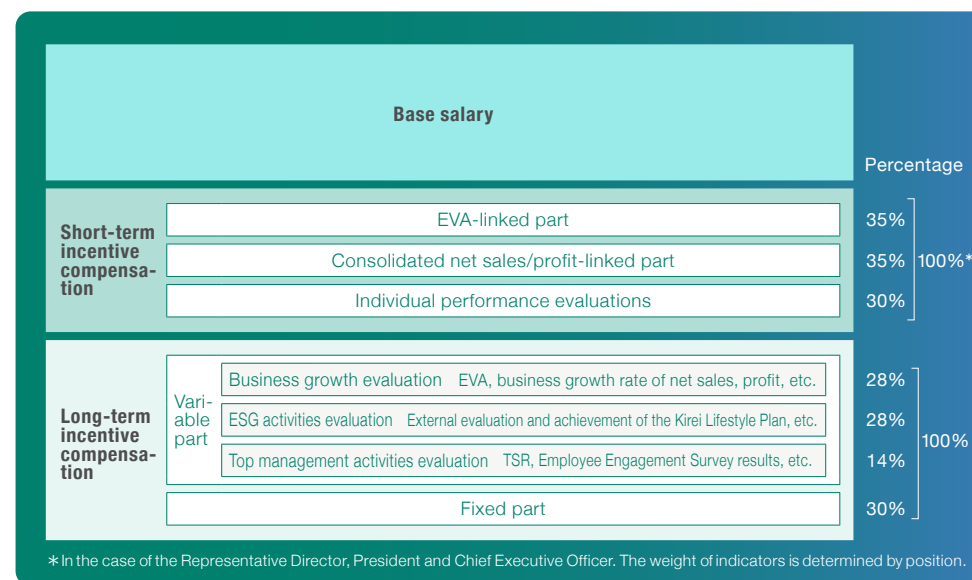 Base salary
Percentage
Short-term
incentive
compensa-
tion
EVA-linked part
35%
Consolidated net sales/profit-linked part
35%
Individual performance evaluations
30%
100%*
Long-term
incentive
compensa-
tion
Vari-
able
part
Business growth evaluation EVA, business growth rate of net sales, profit, etc.
28%
ESG activities evaluation External evaluation and achievement of the Kirei Lifestyle Plan, etc.
28%
Top management activities evaluation TSR, Employee Engagement Survey results, etc.
14%
Fixed part
30%
100%
*In the case of the Representative Director, President and Chief Executive Officer. The weight of indicators is determined by position.